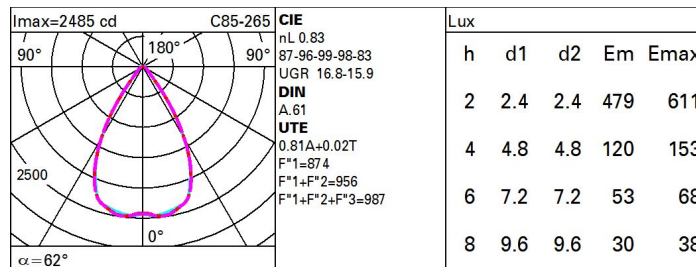 Imax=2485 cd C85-265
90° 180° 90°
2500
0°
α=62°
CIE
nL 0.83
87-96-99-98-83
UGR 16.8-15.9
DIN
A.61
UTE
0.81A+0.02T
F"1=874
F"1+F"2=956
F"1+F"2+F"3=987
Lux
h d1 d2 Em Emax
2 2.4 2.4 479 611
4 4.8 4.8 120 153
6 7.2 7.2 53 68
8 9.6 9.6 30 38